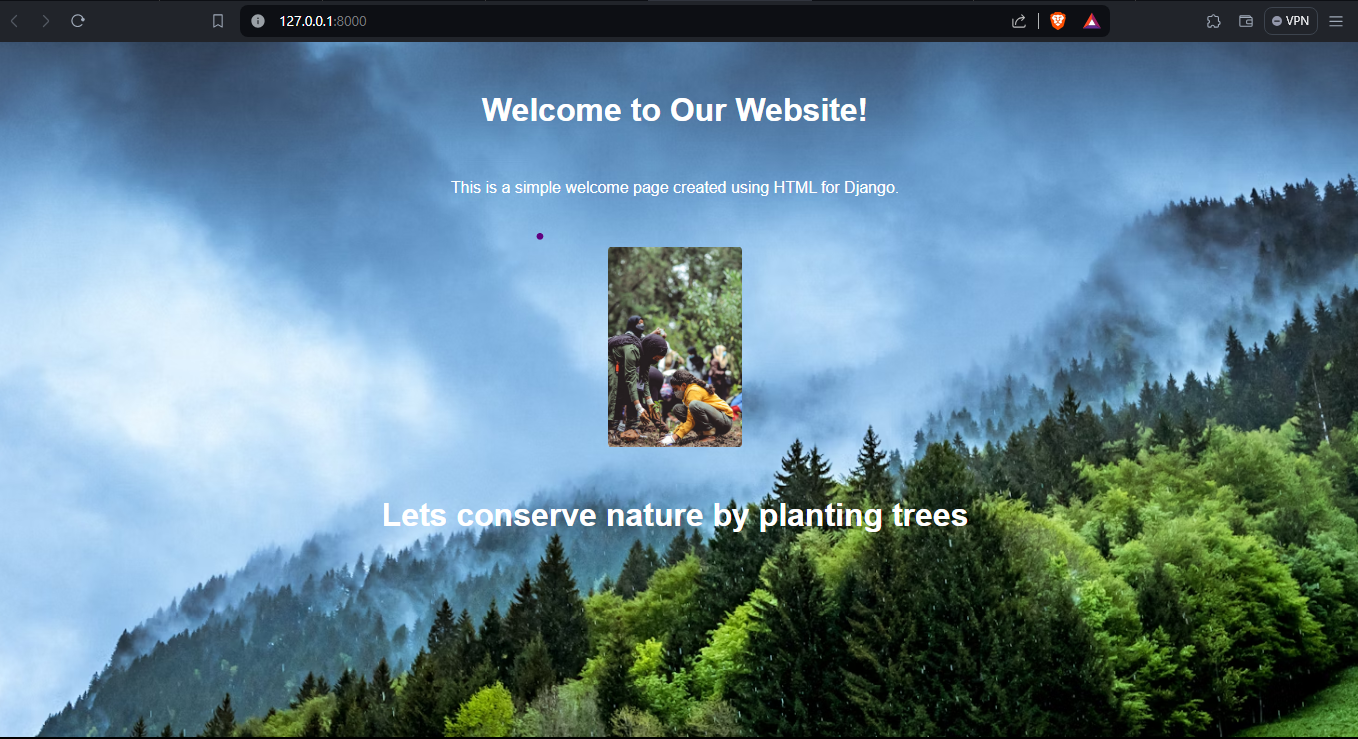 127.0.0.1:8000
VPN
Welcome to Our Website!
This is a simple welcome page created using HTML for Django.
Lets conserve nature by planting trees